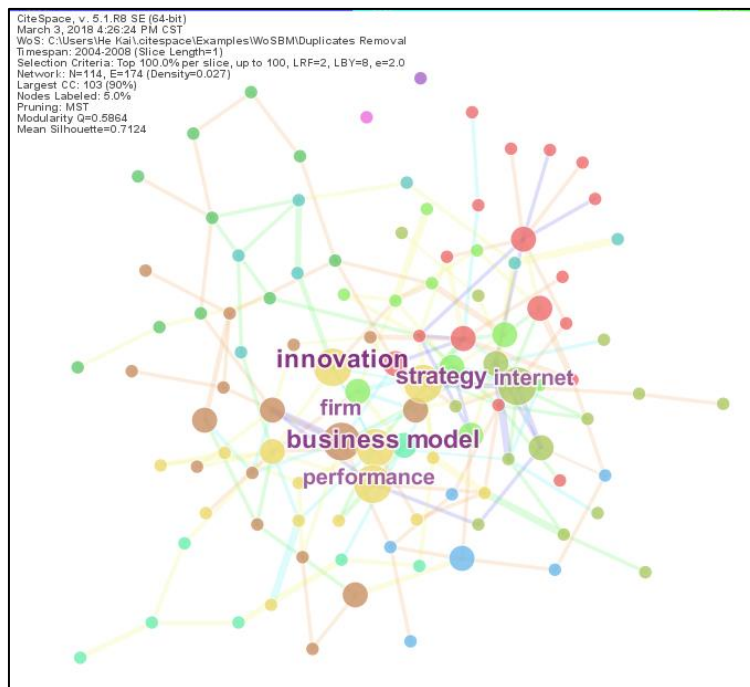 CiteSpace, v. 5.1.R8 SE (64-bit)
March 3, 2018 4:26:24 PM CST
WoS: C:\Users\He Kai\.citespace\Examples\WoSBM\Duplicates Removal
Timespan: 2004-2008 (Slice Length=1)
Selection Criteria: Top 100.0% per slice, up to 100, LRF=2, LBY=8, e=2.0
Network: N=114, E=174 (Density=0.027)
Largest CC: 103 (90%)
Nodes Labeled: 5.0%
Pruning: MST
Modularity Q=0.5864
Mean Silhouette=0.7124
innovation
strategy internet
firm
business model
performance